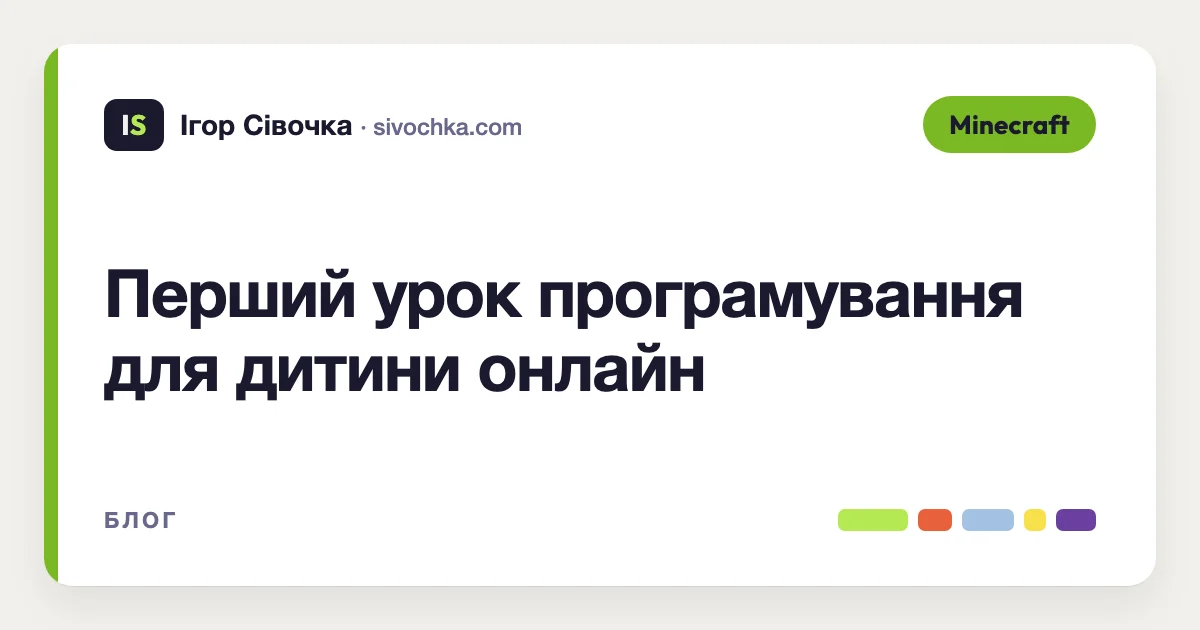 IS Ігор Сівочка · sivochka.com
Minecraft
Перший урок програмування
для дитини онлайн
БЛОГ